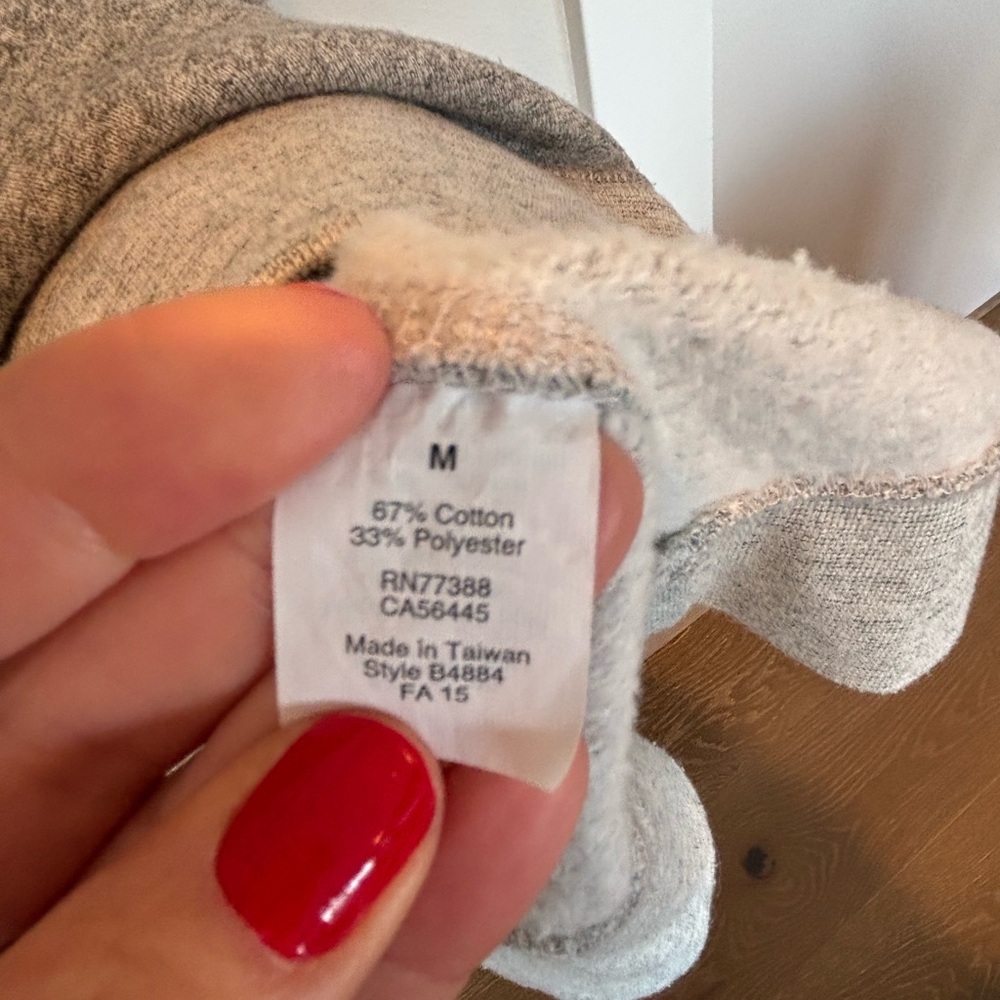 M
67% Cotton
33% Polyester
RN77388
CA56445
Made in Taiwan
Style B4884
FA 15